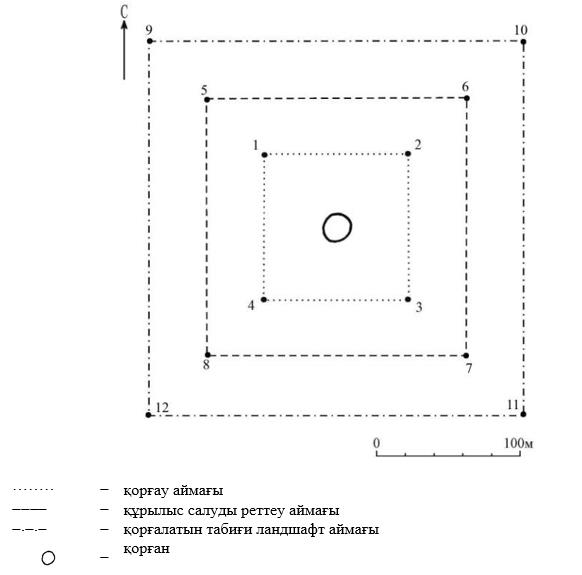 С
9
10
5
6
1
2
4
3
8
7
12
11
0
100м
– қорғау аймағы
– құрылыс салуды реттеу аймағы
– қорғалатын табиғи ландшафт аймағы
– қорған